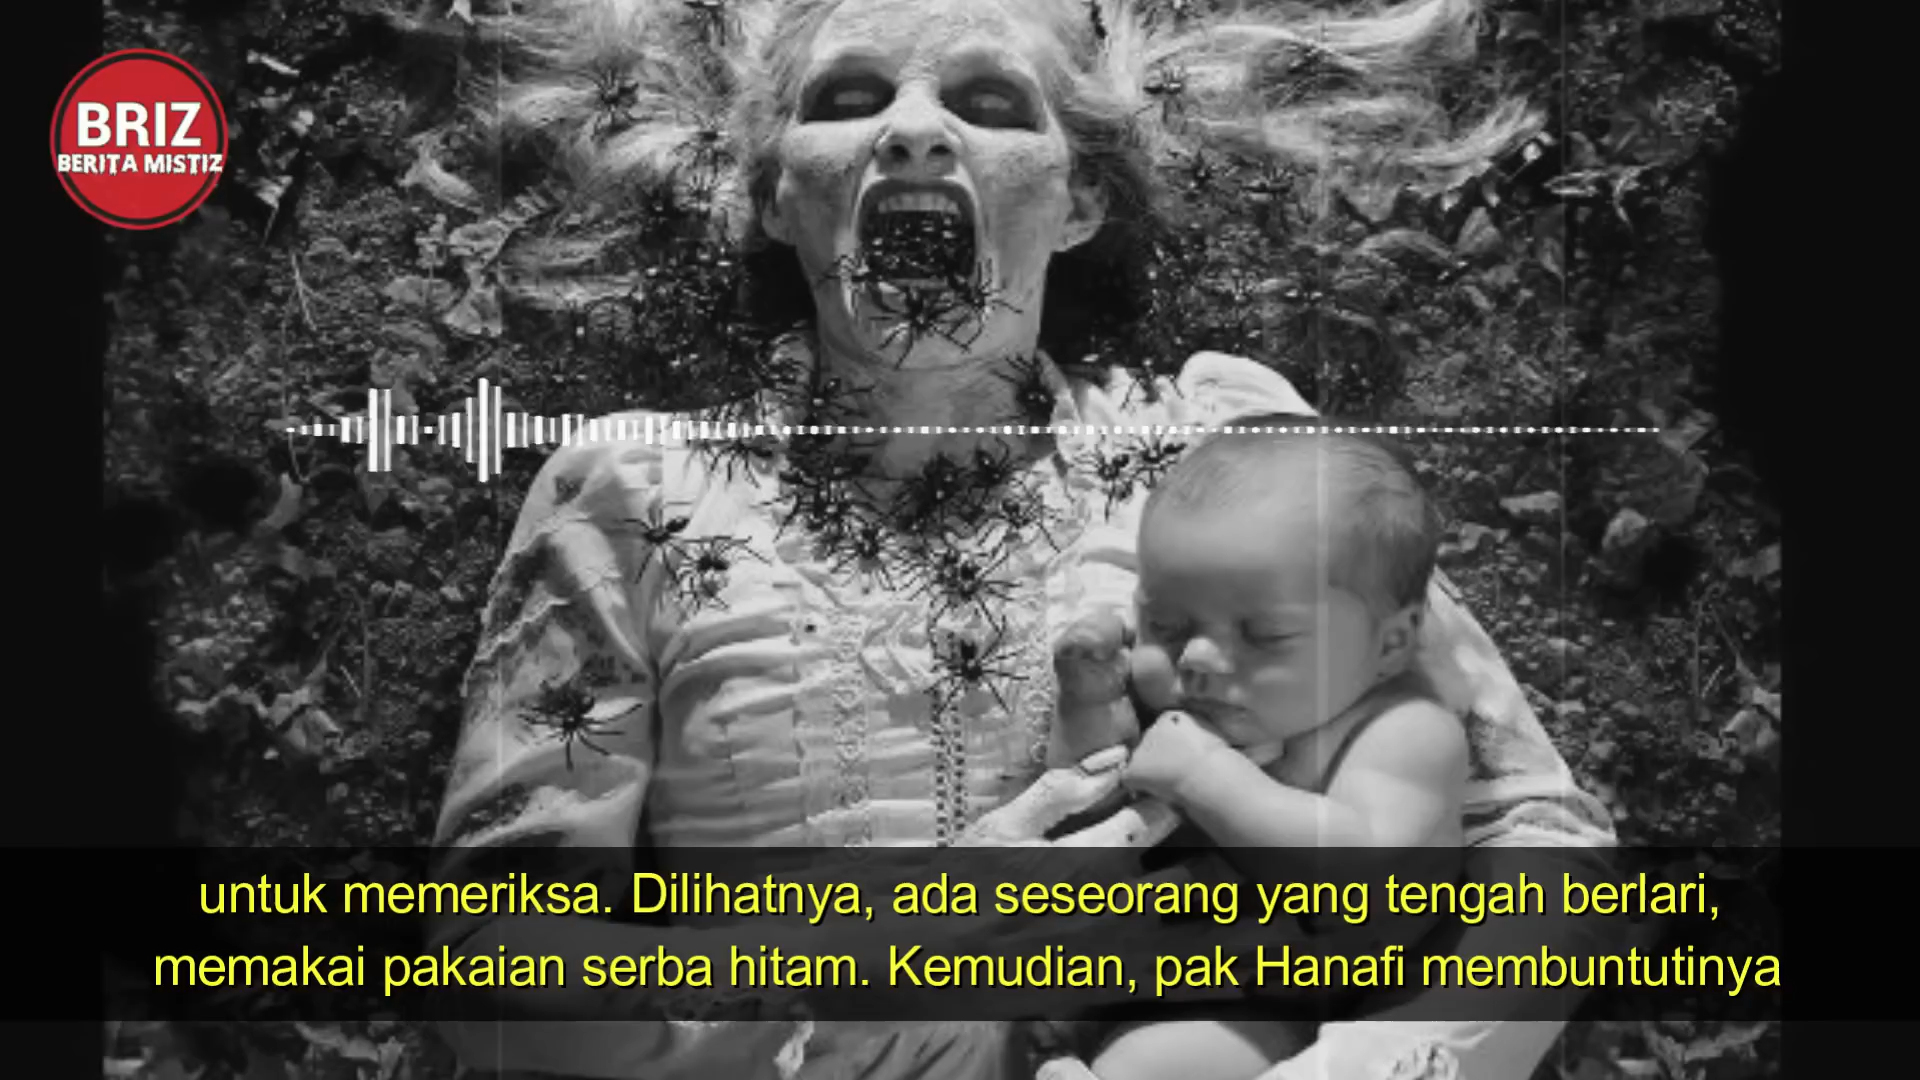 BRIZ
BERITA MISTIZ
untuk memeriksa. Dilihatnya, ada seseorang yang tengah berlari,
memakai pakaian serba hitam. Kemudian, pak Hanafi membuntutinya